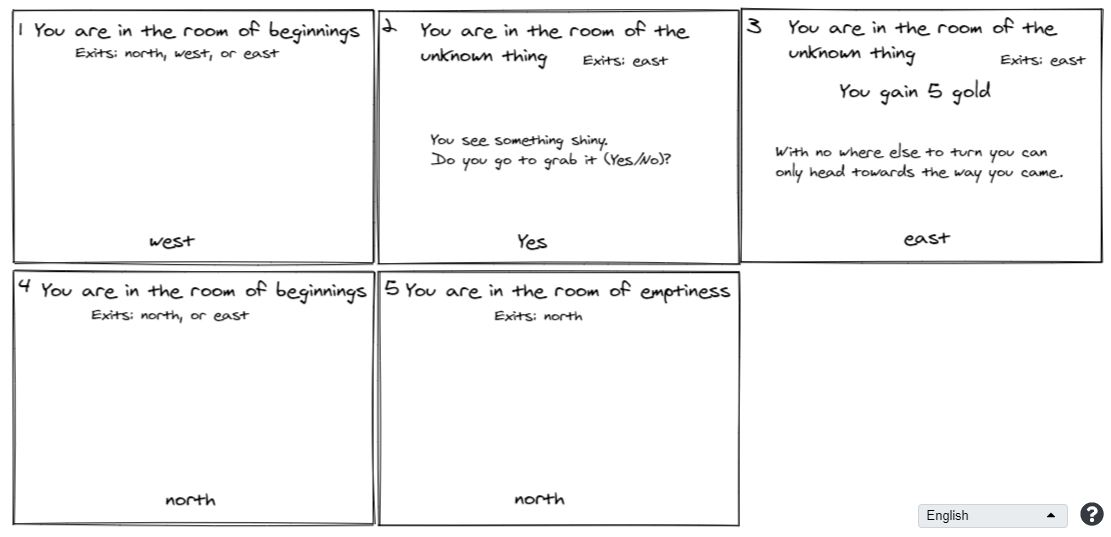 1 You are in the room of beginnings
Exits: north, west, or east
west
2 You are in the room of the
unknown thing Exits: east
You see something shiny.
Do you go to grab it (Yes/No)?
Yes
3 You are in the room of the
unknown thing Exits: east
You gain 5 gold
With no where else to turn you can
only head towards the way you came.
east
4 You are in the room of beginnings
Exits: north, or east
north
5 You are in the room of emptiness
Exits: north
north
English
?